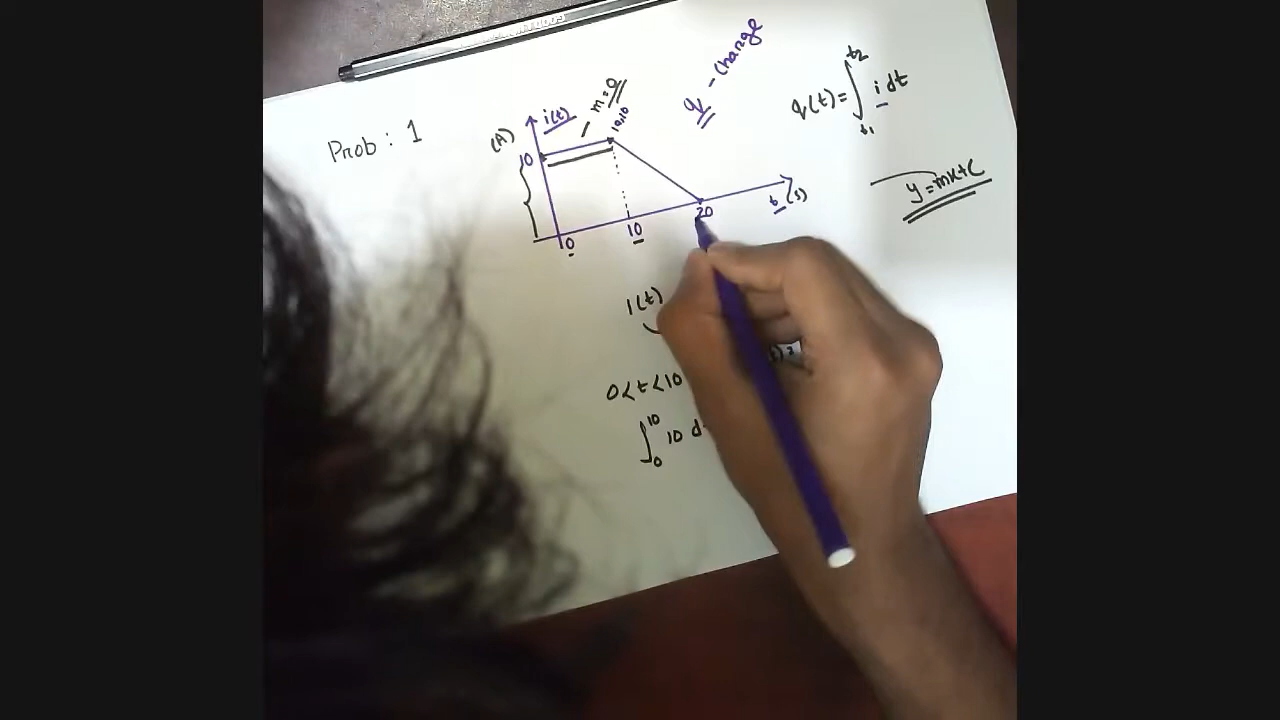 Prob : 1
(A)
i(t)
- m=0
10,10
q - charge
q(t) = ∫ t1 t2 i dt
10
y=mx+c
0
10
20
t (s)
i(t)
0<t<10
∫ 0 10 10 d